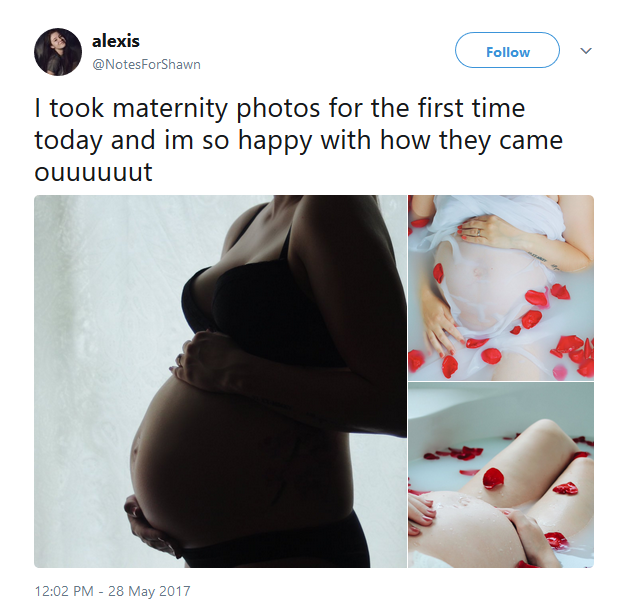 alexis
@NotesForShawn
Follow
I took maternity photos for the first time
today and im so happy with how they came
ouuuuuut
12:02 PM - 28 May 2017